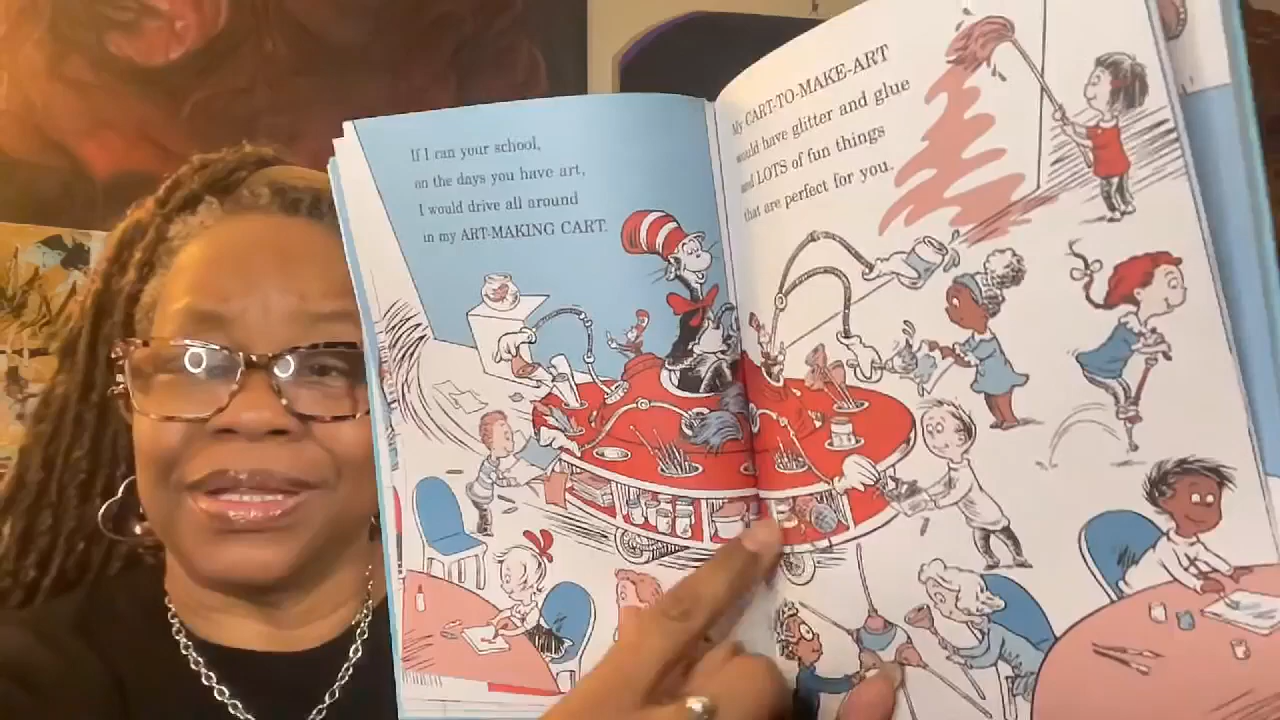 If I ran your school,
on the days you have art,
I would drive all around
in my ART-MAKING CART.
My CART-TO-MAKE-ART
would have glitter and glue
and LOTS of fun things
that are perfect for you.